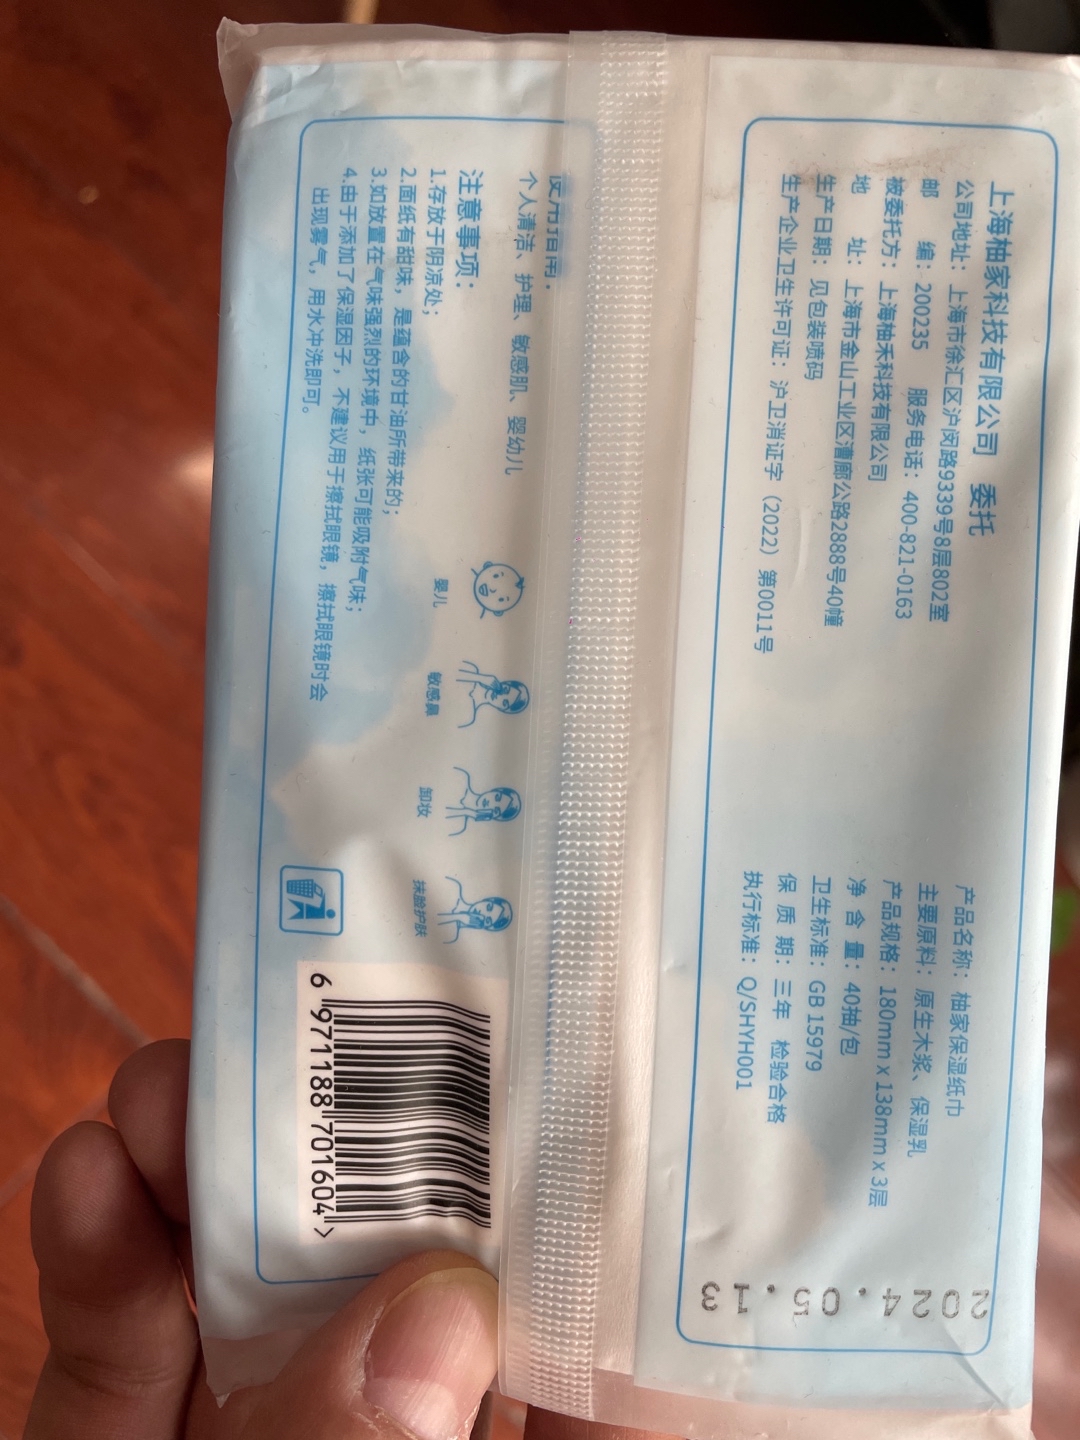 上海柚家科技有限公司 委托
公司地址：上海市徐汇区沪闵路9339号8层802室
邮 编：200235 服务电话：400-821-0163
被委托方：上海柚禾科技有限公司
地 址：上海市金山工业区漕廊公路2888号40幢
生产日期：见包装喷码
生产企业卫生许可证：沪卫消证字（2022）第0011号
产品名称：柚家保湿纸巾
主要原料：原生木浆、保湿乳
产品规格：180mm x 138mm x 3层
净 含 量：40抽/包
卫生标准：GB 15979
保 质 期：三年 检验合格
执行标准：Q/SHYH001
2024.05.13
使用指南：
个人清洁、护理、敏感肌、婴幼儿
婴儿
敏感鼻
卸妆
抹脸护肤
注意事项：
1.存放于阴凉处；
2.面纸有甜味，是蕴含的甘油所带来的；
3.如放置在气味强烈的环境中，纸张可能吸附气味；
4.由于添加了保湿因子，不建议用于擦拭眼镜，擦拭眼镜时会
出现雾气，用水冲洗即可。
6 971188 701604 >